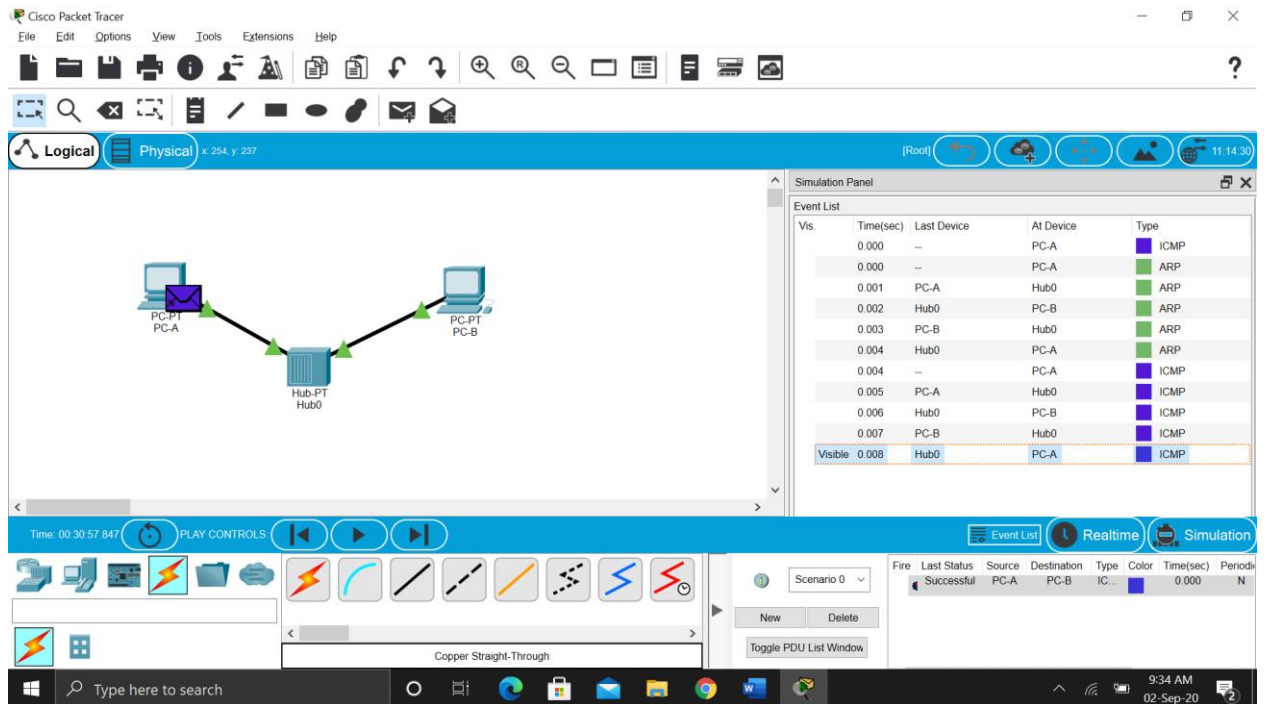 Cisco Packet Tracer
File Edit Options View Tools Extensions Help
Logical Physical x: 254, y: 237 [Root] 11:14:30
Simulation Panel
Event List
Vis. Time(sec) Last Device At Device Type
0.000 -- PC-A ICMP
0.000 -- PC-A ARP
0.001 PC-A Hub0 ARP
0.002 Hub0 PC-B ARP
0.003 PC-B Hub0 ARP
0.004 Hub0 PC-A ARP
0.004 -- PC-A ICMP
0.005 PC-A Hub0 ICMP
0.006 Hub0 PC-B ICMP
0.007 PC-B Hub0 ICMP
Visible 0.008 Hub0 PC-A ICMP
PC-PT
PC-A
PC-PT
PC-B
Hub-PT
Hub0
Time: 00:30:57.847 PLAY CONTROLS: Event List Realtime Simulation
Fire Last Status Source Destination Type Color Time(sec) Periodic
Successful PC-A PC-B IC... 0.000 N
Scenario 0
New Delete
Toggle PDU List Window
Copper Straight-Through
Type here to search
9:34 AM
02-Sep-20
2